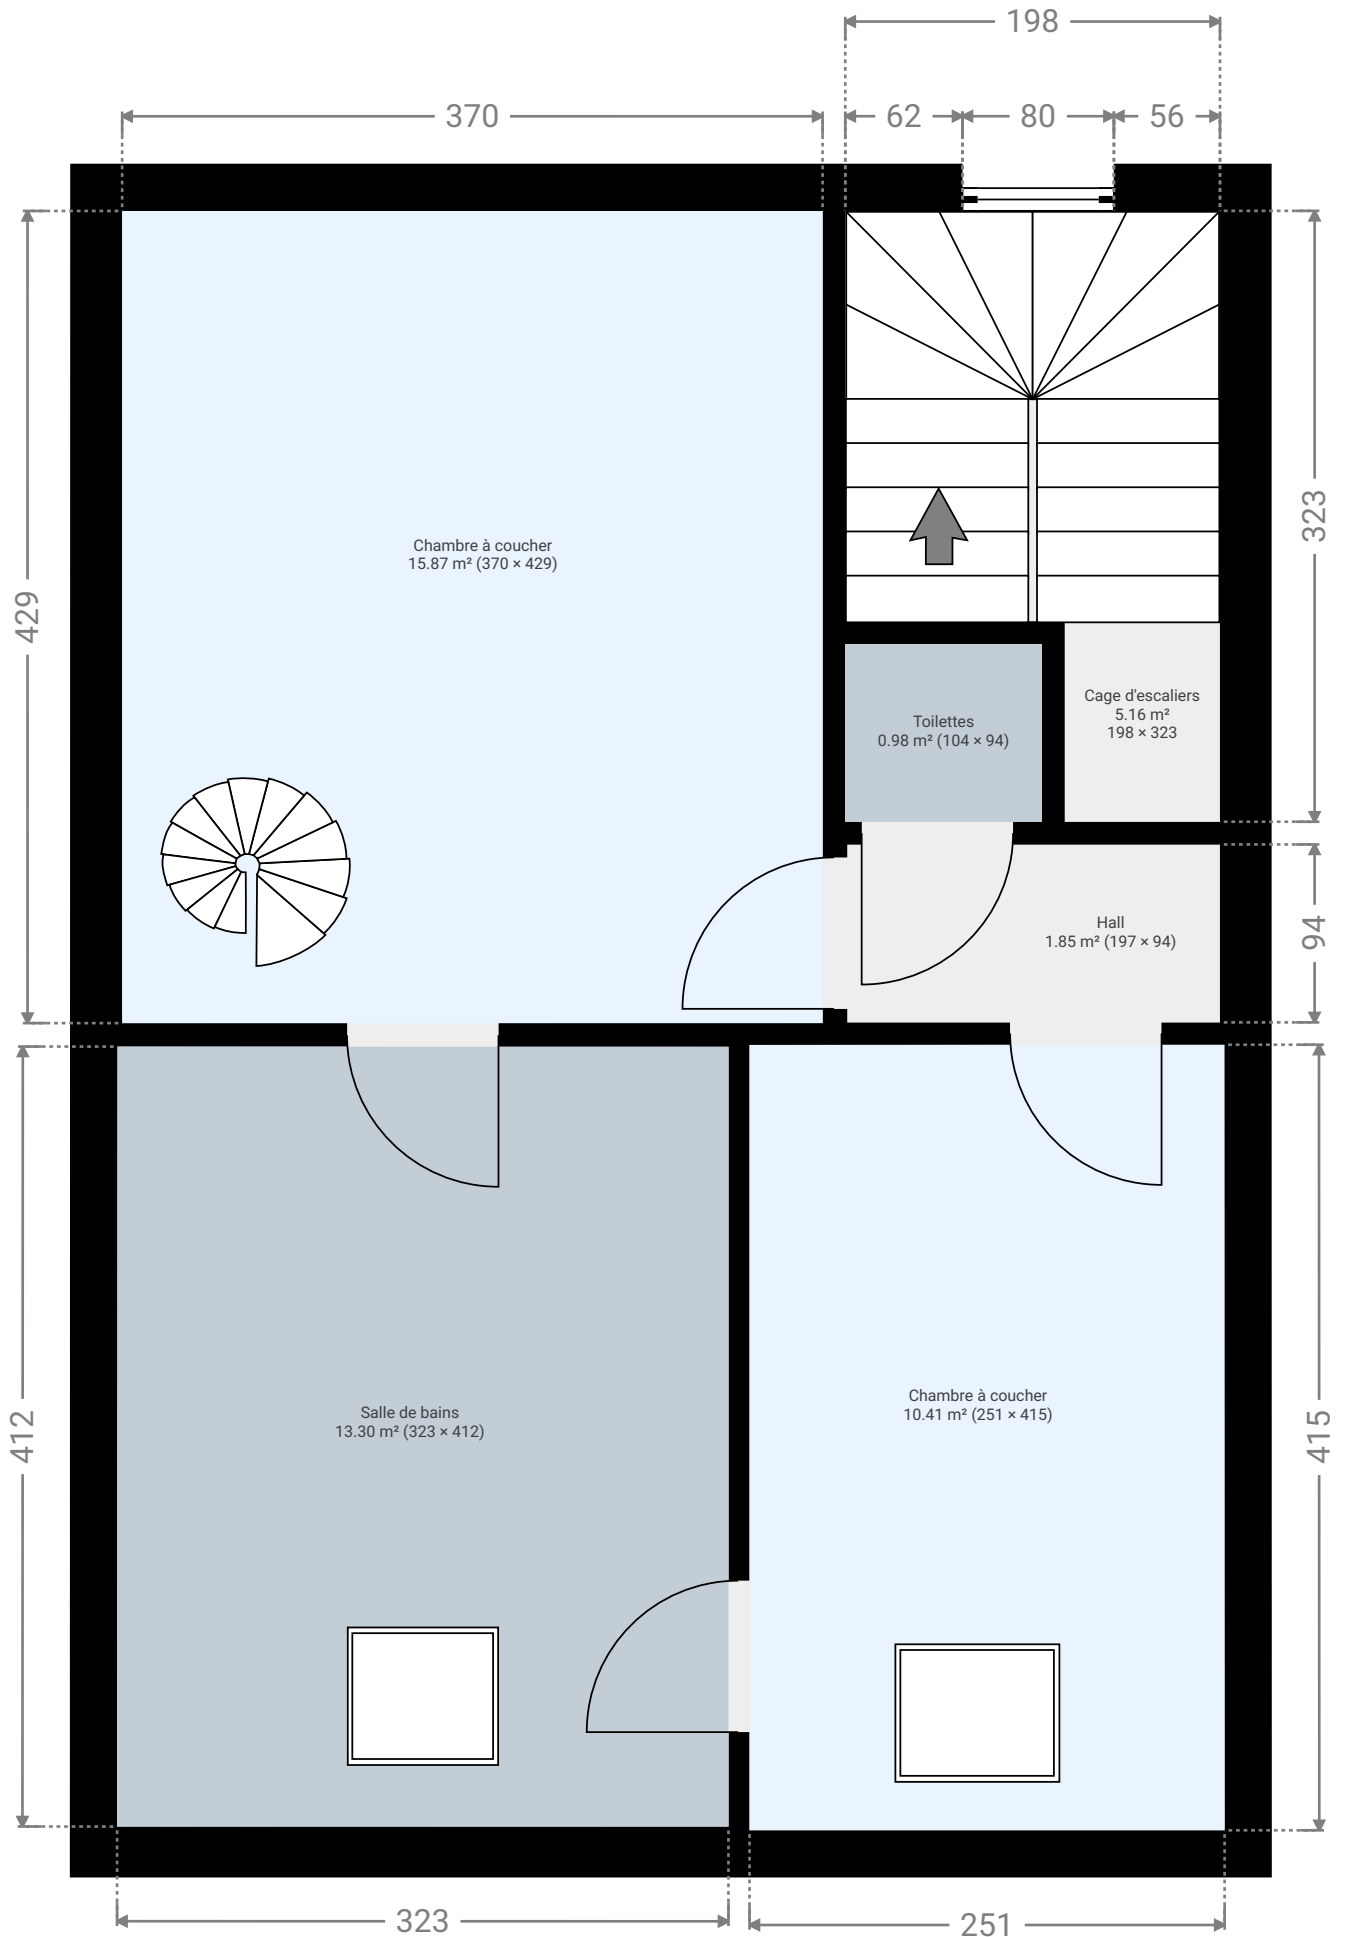 198
370
62
80
56
429
323
Chambre à coucher
15.87 m² (370 × 429)
Toilettes
0.98 m² (104 × 94)
Cage d'escaliers
5.16 m²
198 × 323
Hall
1.85 m² (197 × 94)
94
Salle de bains
13.30 m² (323 × 412)
Chambre à coucher
10.41 m² (251 × 415)
412
415
323
251